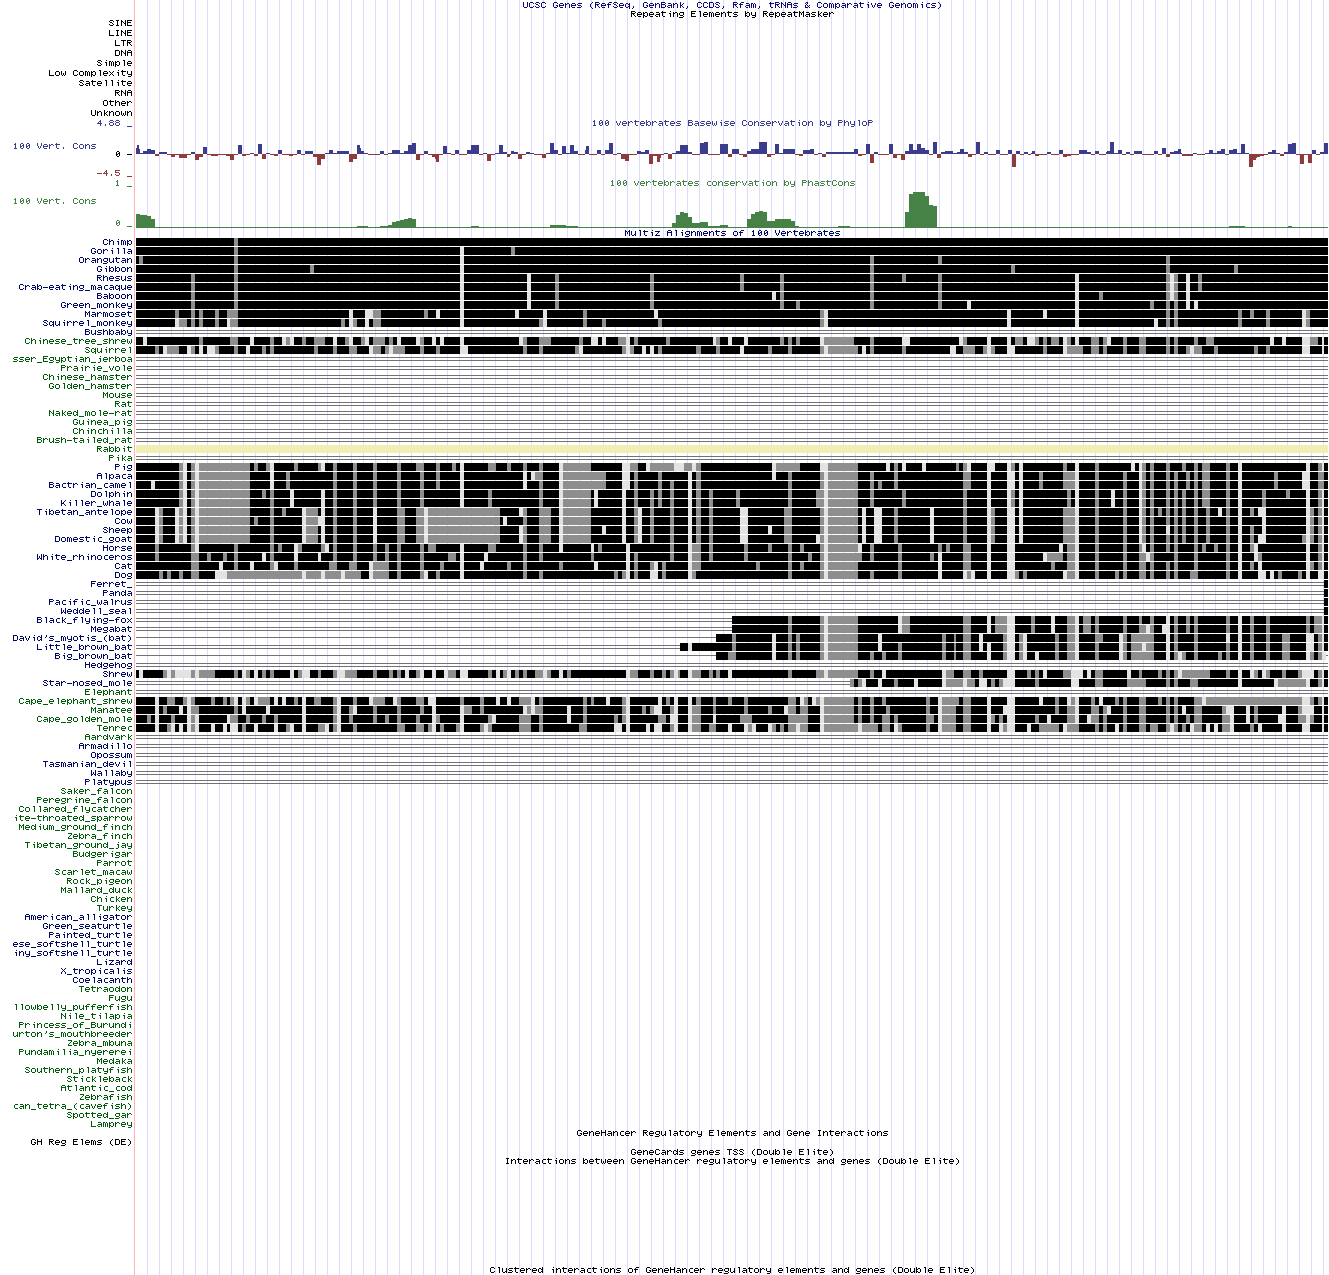 UCSC Genes (RefSeq, GenBank, CCDS, Rfam, tRNAs & Comparative Genomics)
Repeating Elements by RepeatMasker
SINE
LINE
LTR
DNA
Simple
Low Complexity
Satellite
RNA
Other
Unknown
100 vertebrates Basewise Conservation by PhyloP
4.88 _
100 Vert. Cons
0 _
-4.5 _
100 vertebrates conservation by PhastCons
1 _
100 Vert. Cons
0 _
Multiz Alignments of 100 Vertebrates
Chimp
Gorilla
Orangutan
Gibbon
Rhesus
Crab-eating_macaque
Baboon
Green_monkey
Marmoset
Squirrel_monkey
Bushbaby
Chinese_tree_shrew
Squirrel
sser_Egyptian_jerboa
Prairie_vole
Chinese_hamster
Golden_hamster
Mouse
Rat
Naked_mole-rat
Guinea_pig
Chinchilla
Brush-tailed_rat
Rabbit
Pika
Pig
Alpaca
Bactrian_camel
Dolphin
Killer_whale
Tibetan_antelope
Cow
Sheep
Domestic_goat
Horse
White_rhinoceros
Cat
Dog
Ferret_
Panda
Pacific_walrus
Weddell_seal
Black_flying-fox
Megabat
David's_myotis_(bat)
Little_brown_bat
Big_brown_bat
Hedgehog
Shrew
Star-nosed_mole
Elephant
Cape_elephant_shrew
Manatee
Cape_golden_mole
Tenrec
Aardvark
Armadillo
Opossum
Tasmanian_devil
Wallaby
Platypus
Saker_falcon
Peregrine_falcon
Collared_flycatcher
ite-throated_sparrow
Medium_ground_finch
Zebra_finch
Tibetan_ground_jay
Budgerigar
Parrot
Scarlet_macaw
Rock_pigeon
Mallard_duck
Chicken
Turkey
American_alligator
Green_seaturtle
Painted_turtle
ese_softshell_turtle
iny_softshell_turtle
Lizard
X_tropicalis
Coelacanth
Tetraodon
Fugu
llowbelly_pufferfish
Nile_tilapia
Princess_of_Burundi
urton's_mouthbreeder
Zebra_mbuna
Pundamilia_nyererei
Medaka
Southern_platyfish
Stickleback
Atlantic_cod
Zebrafish
can_tetra_(cavefish)
Spotted_gar
Lamprey
GeneHancer Regulatory Elements and Gene Interactions
GH Reg Elems (DE)
GeneCards genes TSS (Double Elite)
Interactions between GeneHancer regulatory elements and genes (Double Elite)
Clustered interactions of GeneHancer regulatory elements and genes (Double Elite)